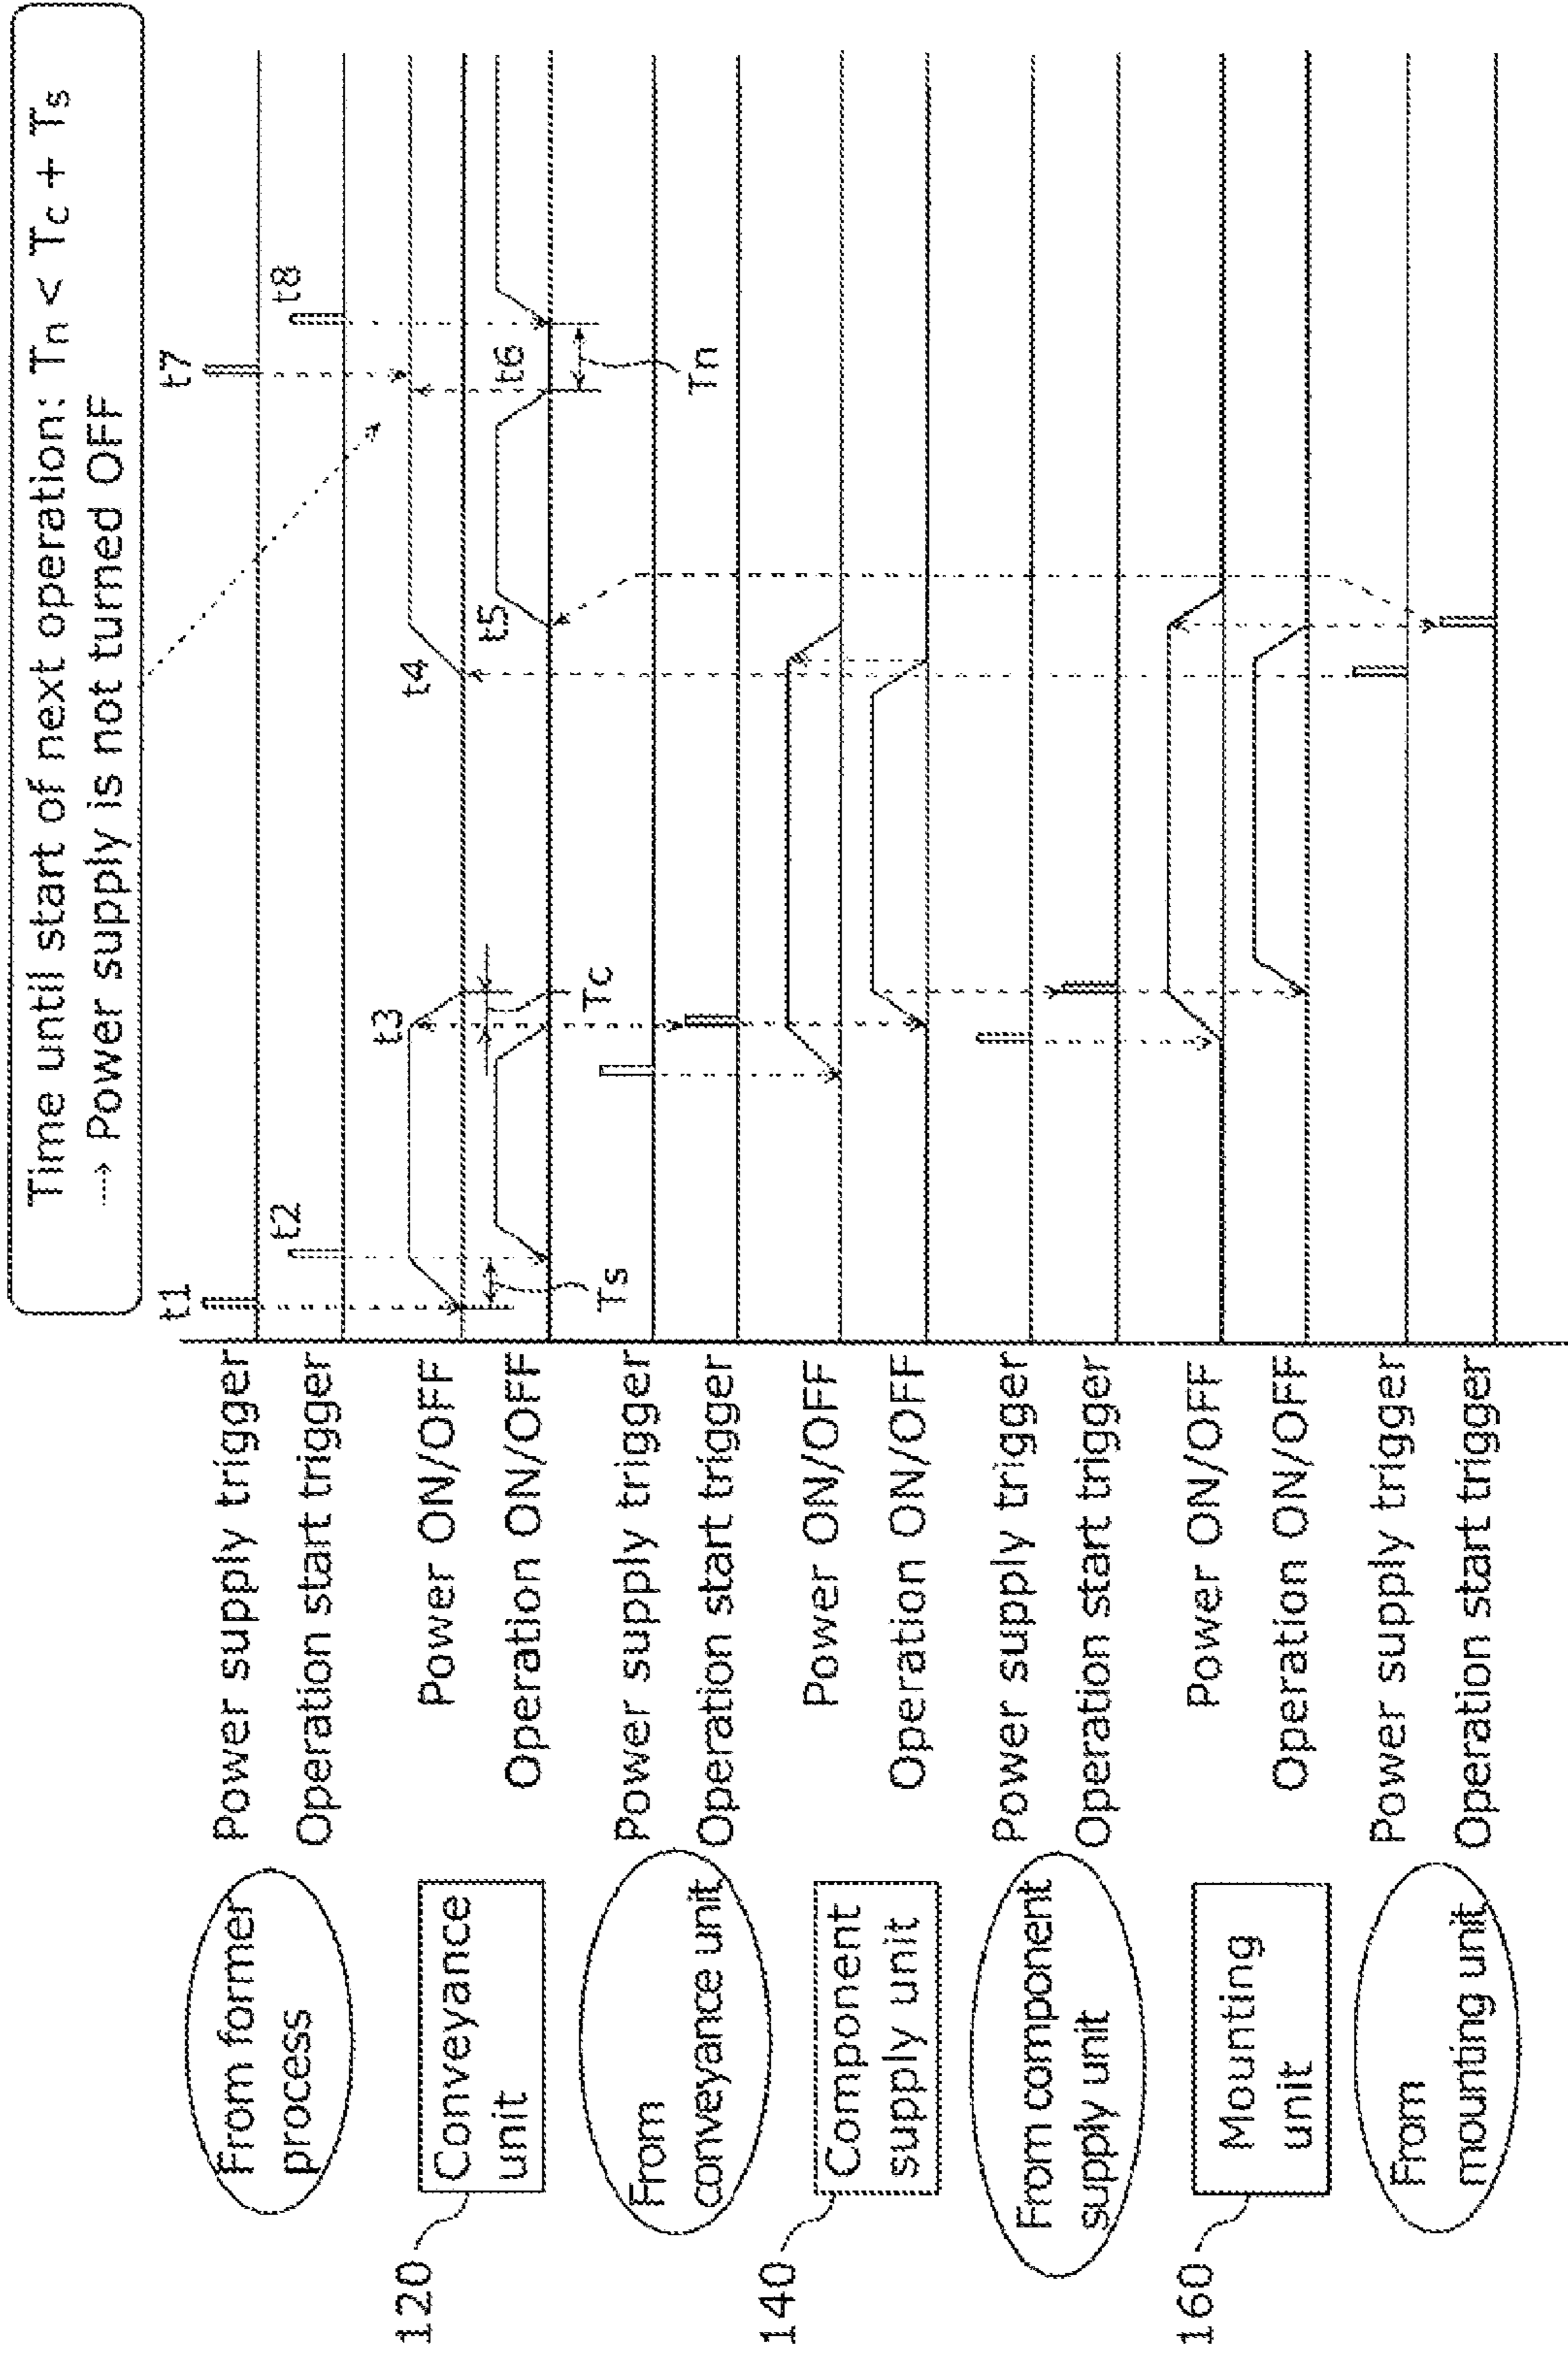 Time until start of next operation: Tn < Tc + Ts
→ Power supply is not turned OFF
From former
process
Power supply trigger
t1
t7
Operation start trigger
t2
t8
120
Conveyance
unit
Power ON/OFF
t3
t4
Operation ON/OFF
t5
t6
Ts
Tc
Tn
From
conveyance unit
Power supply trigger
Operation start trigger
140
Component
supply unit
Power ON/OFF
Operation ON/OFF
From component
supply unit
Power supply trigger
Operation start trigger
160
Mounting
unit
Power ON/OFF
Operation ON/OFF
From
mounting unit
Power supply trigger
Operation start trigger